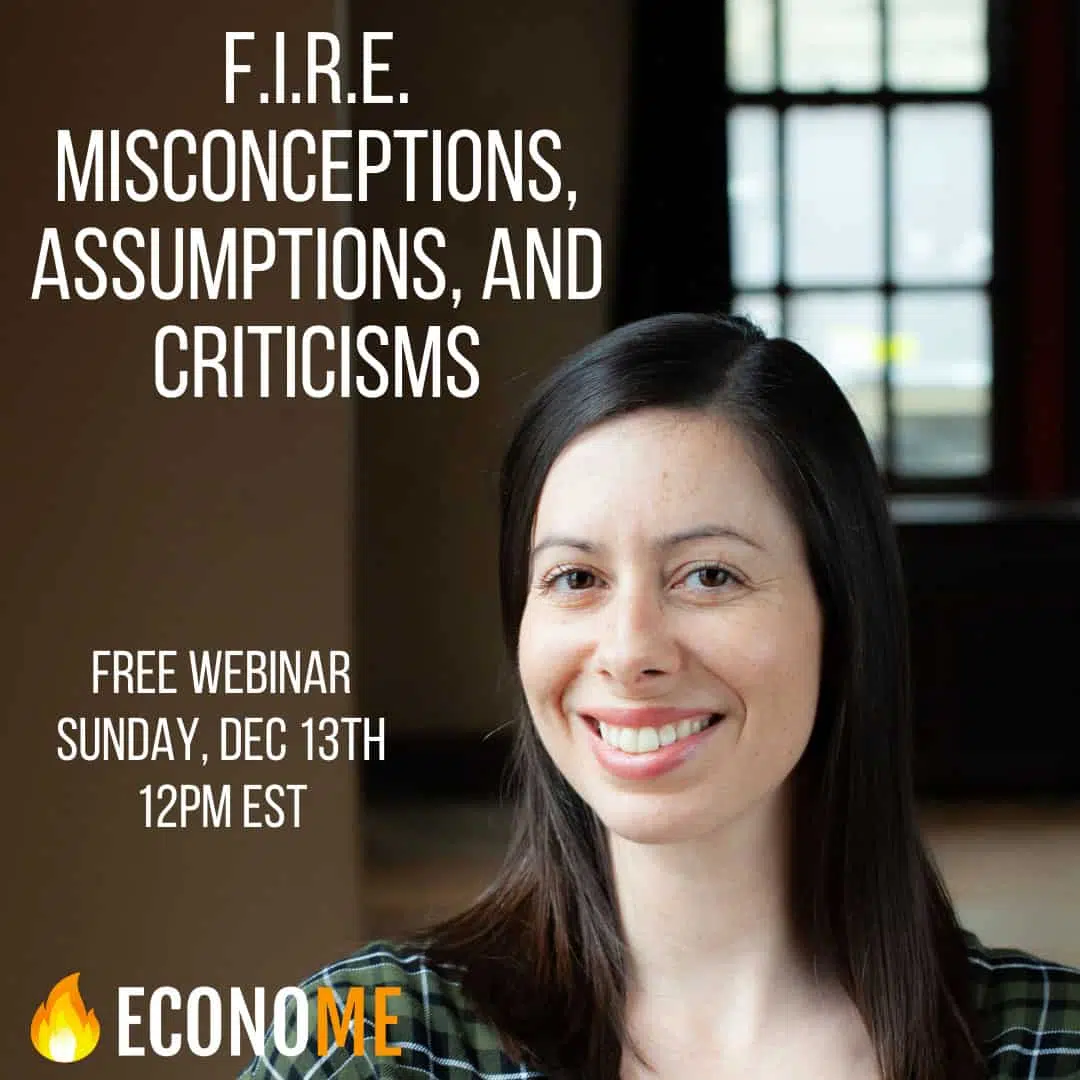 F.I.R.E.
MISCONCEPTIONS,
ASSUMPTIONS, AND
CRITICISMS
FREE WEBINAR
SUNDAY, DEC 13TH
12PM EST
ECONOME